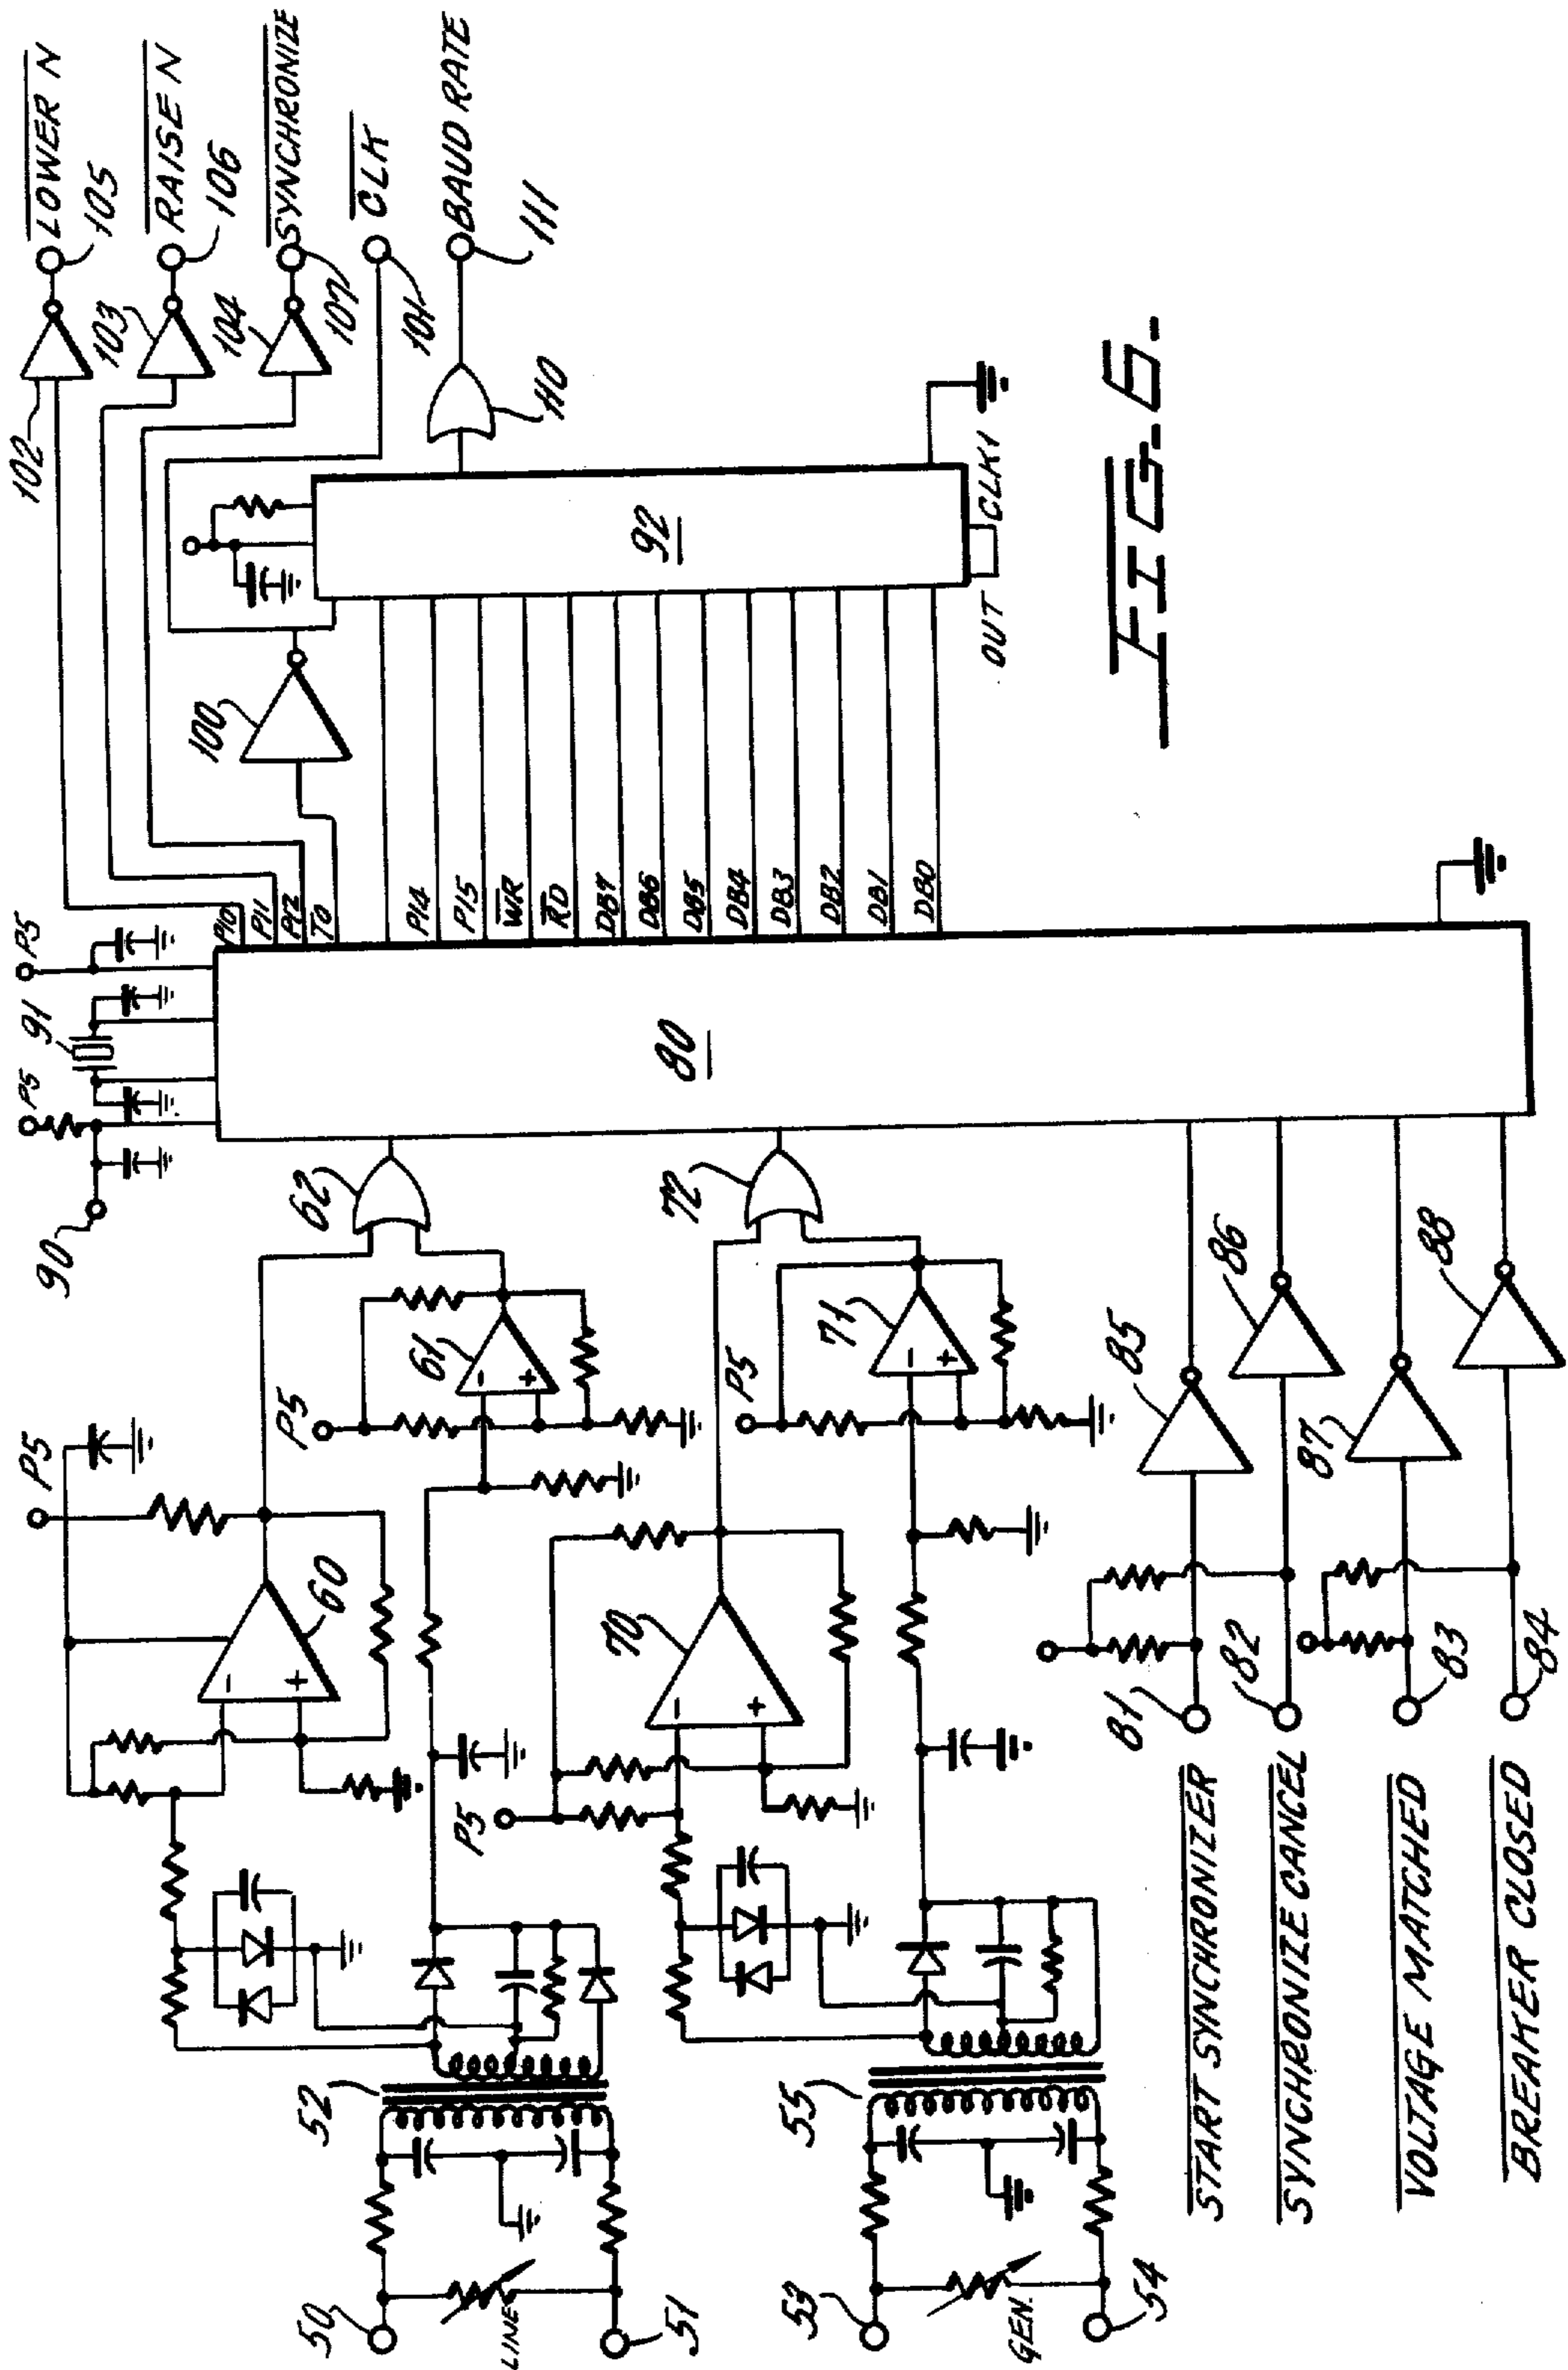 50
LINE
51
52
53
GEN.
54
55
P5
60
P5
61
62
P5
70
P5
71
72
START SYNCHRONIZER
81
SYNCHRONIZE CANCEL
82
VOLTAGE MATCHED
83
BREAKER CLOSED
84
85
86
87
88
90
P5
91
P5
80
P10
P11
P12
T0
P14
P15
WR
RD
DB7
DB6
DB5
DB4
DB3
DB2
DB1
DB0
100
92
OUT
CLK1
102
LOWER N
105
103
RAISE N
106
104
SYNCHRONIZE
107
CLK
101
BAUD RATE
110
111
FIG. 6.